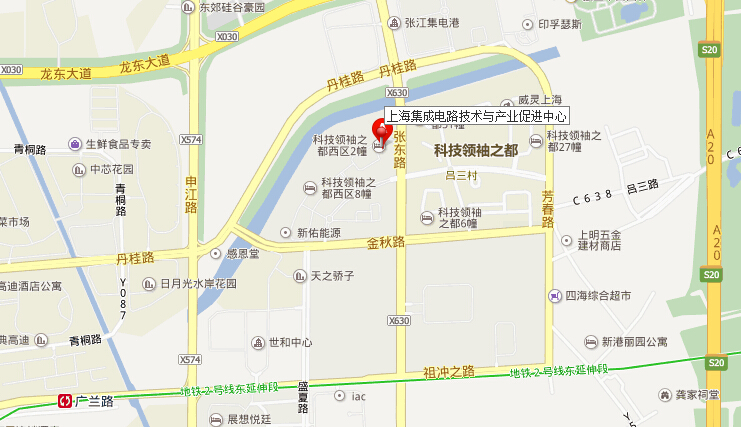 东郊硅谷豪园
张江集电港
印孚瑟斯
S20
X030
X030
龙东大道
龙东大道
丹桂路
丹桂路
X630
威灵上海
上海集成电路技术与产业促进中心
青桐路
生鲜食品专卖
X574
科技领袖之
都西区2幢
张东路
科技领袖之都
科技领袖之
都27幢
A20
中芯花园
青桐路
申江路
科技领袖之
都西区8幢
吕三村
芳春路
C638
吕三路
菜市场
科技领袖
之都6幢
新佑能源
金秋路
上明五金
建材商店
A20
丹桂路
感恩堂
S20
高迪酒店公寓
Y087
日月光水岸花园
天之骄子
四海综合超市
典高迪
青桐路
X630
世和中心
新港丽园公寓
X574
祖冲之路
地铁2号线东延伸段
S20
地铁2号线东延伸段
广兰路
盛夏路
iac
龚家祠堂
展想悦廷